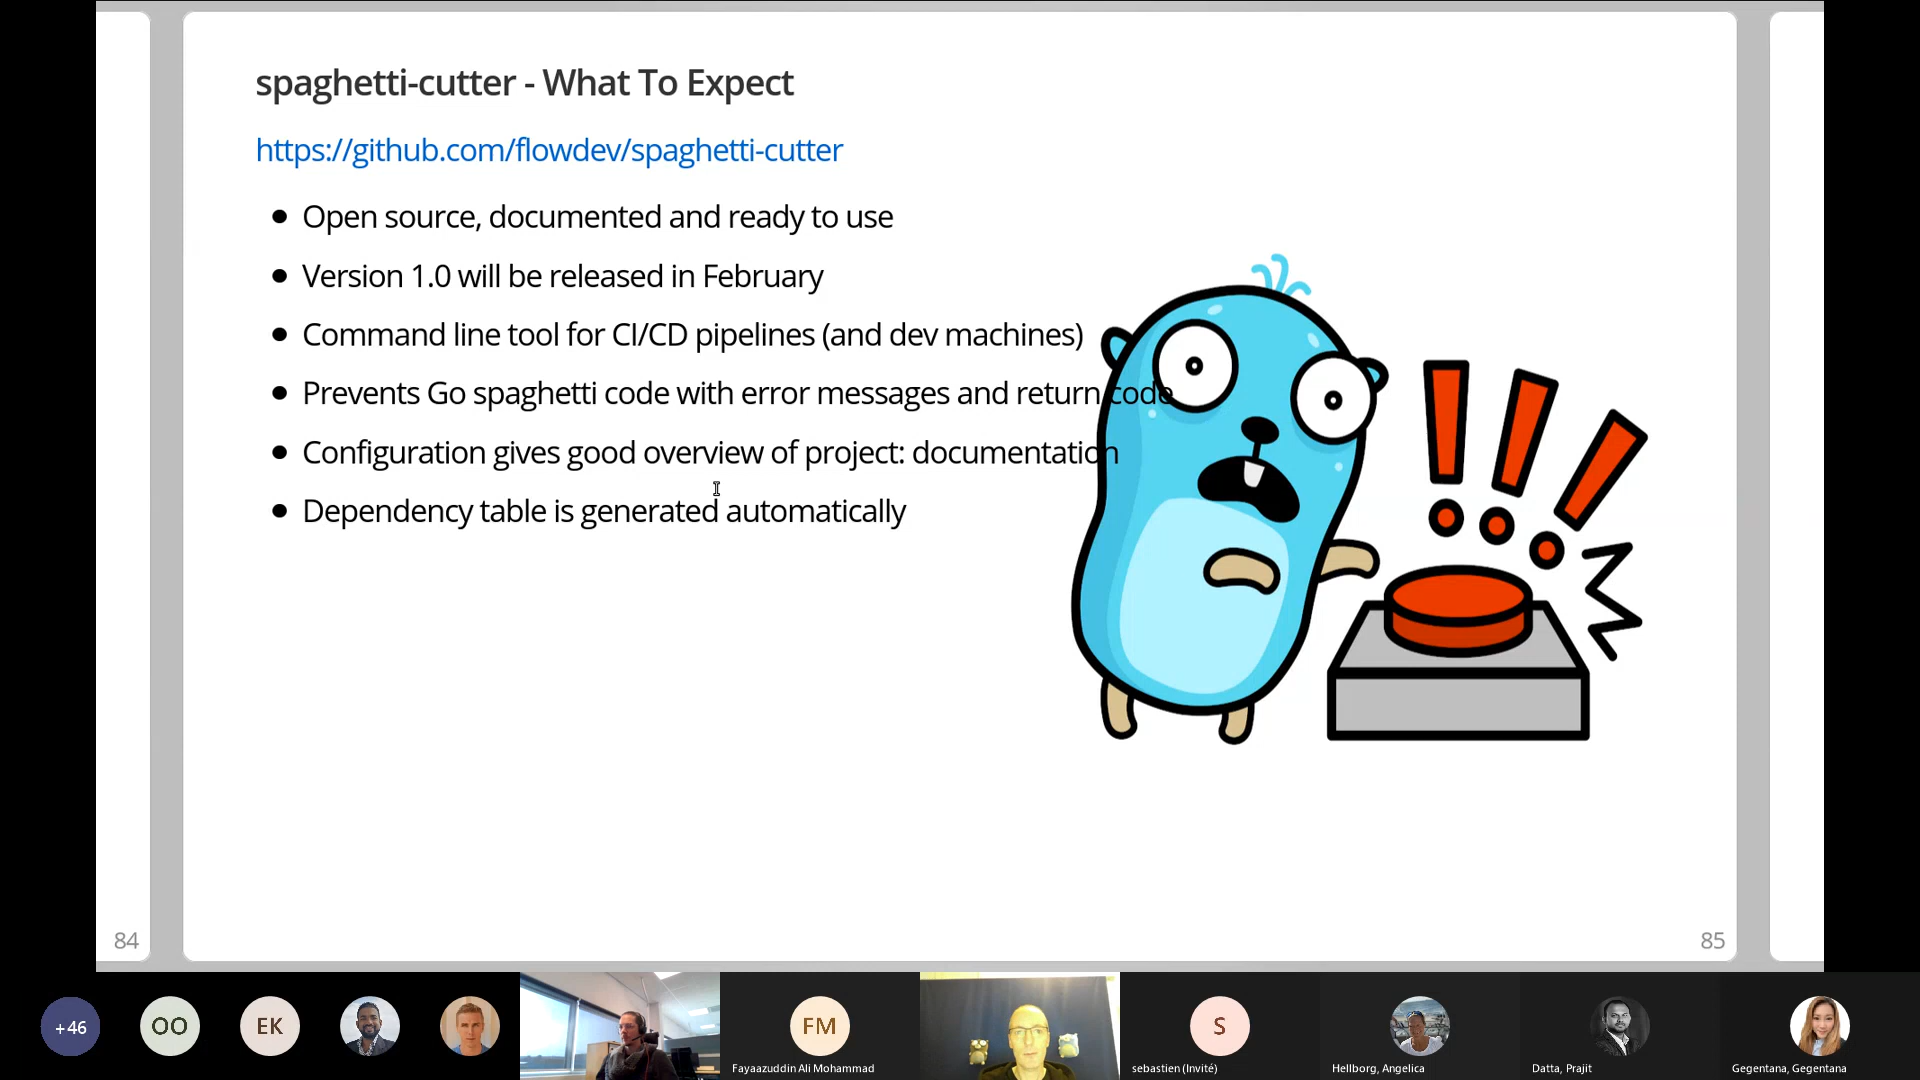 spaghetti-cutter - What To Expect
https://github.com/flowdev/spaghetti-cutter
Open source, documented and ready to use
Version 1.0 will be released in February
Command line tool for CI/CD pipelines (and dev machines)
Prevents Go spaghetti code with error messages and return code
Configuration gives good overview of project: documentation
Dependency table is generated automatically
84
85
+46
OO
EK
FM
S
Fayaazuddin Ali Mohammad
sebastien (Invité)
Hellborg, Angelica
Datta, Prajit
Gegentana, Gegentana